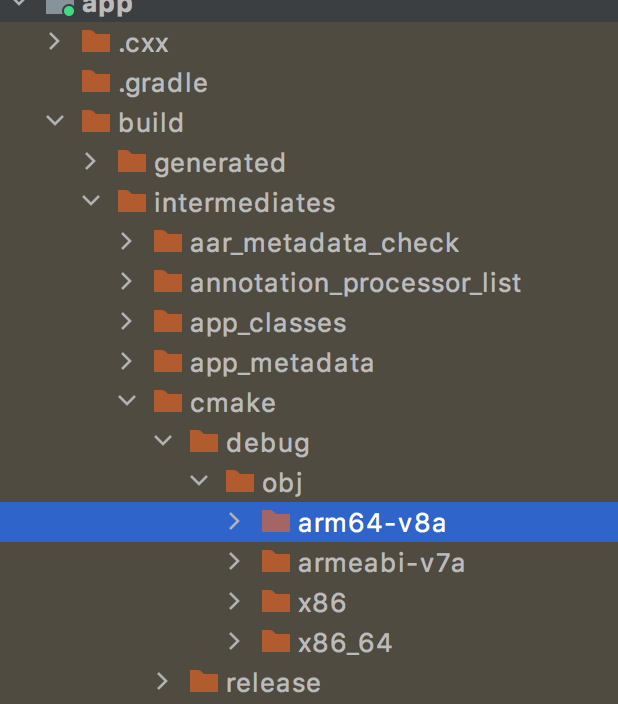 app
.cxx
.gradle
build
generated
intermediates
aar_metadata_check
annotation_processor_list
app_classes
app_metadata
cmake
debug
obj
arm64-v8a
armeabi-v7a
x86
x86_64
release